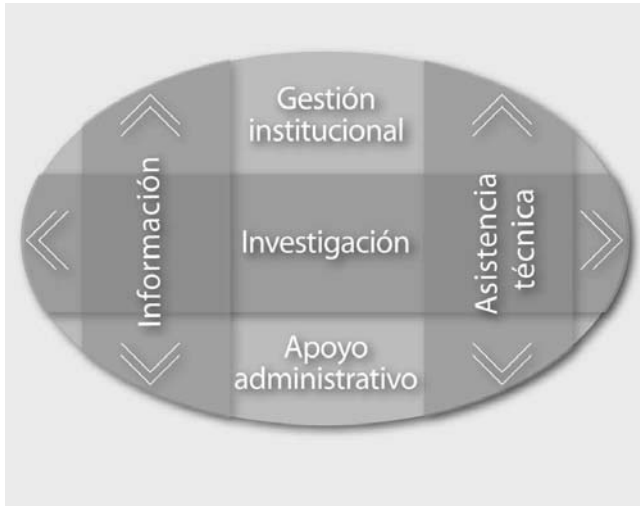 Gestión
institucional
Información
Investigación
Asistencia
técnica
Apoyo
administrativo